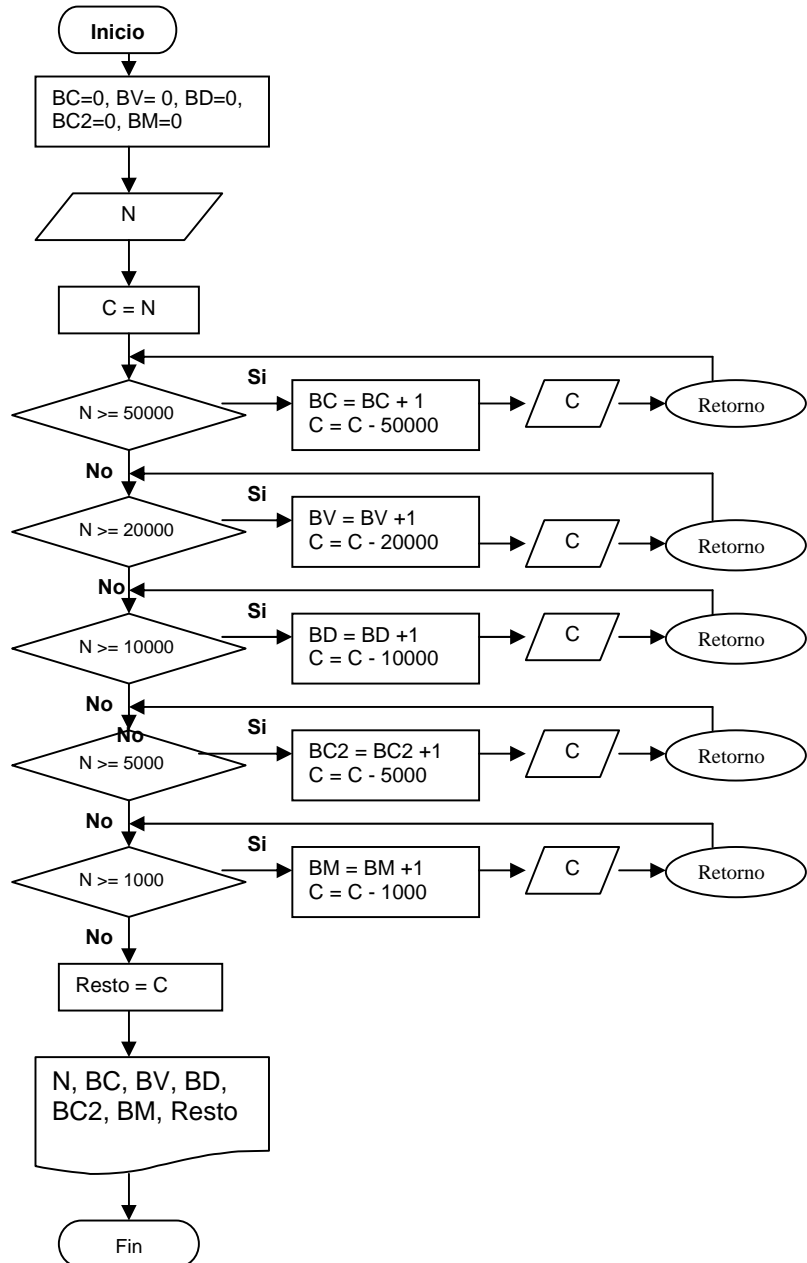 Inicio
BC=0, BV= 0, BD=0,
BC2=0, BM=0
N
C = N
N >= 50000
Si
BC = BC + 1
C = C - 50000
C
Retorno
No
N >= 20000
Si
BV = BV +1
C = C - 20000
C
Retorno
No
N >= 10000
Si
BD = BD +1
C = C - 10000
C
Retorno
No
No
N >= 5000
Si
BC2 = BC2 +1
C = C - 5000
C
Retorno
No
N >= 1000
Si
BM = BM +1
C = C - 1000
C
Retorno
No
Resto = C
N, BC, BV, BD,
BC2, BM, Resto
Fin